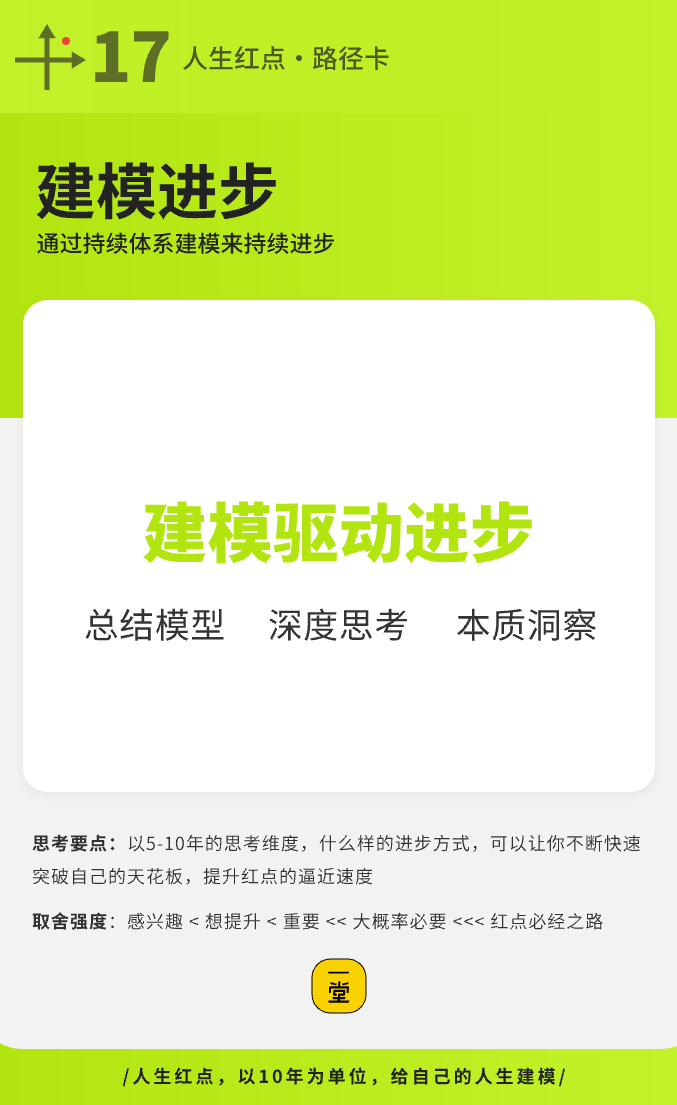 17 人生红点·路径卡
建模进步
通过持续体系建模来持续进步
建模驱动进步
总结模型 深度思考 本质洞察
思考要点：以5-10年的思考维度，什么样的进步方式，可以让你不断快速
突破自己的天花板，提升红点的逼近速度
取舍强度：感兴趣 < 想提升 < 重要 << 大概率必要 <<< 红点必经之路
一
堂
/人生红点，以10年为单位，给自己的人生建模/